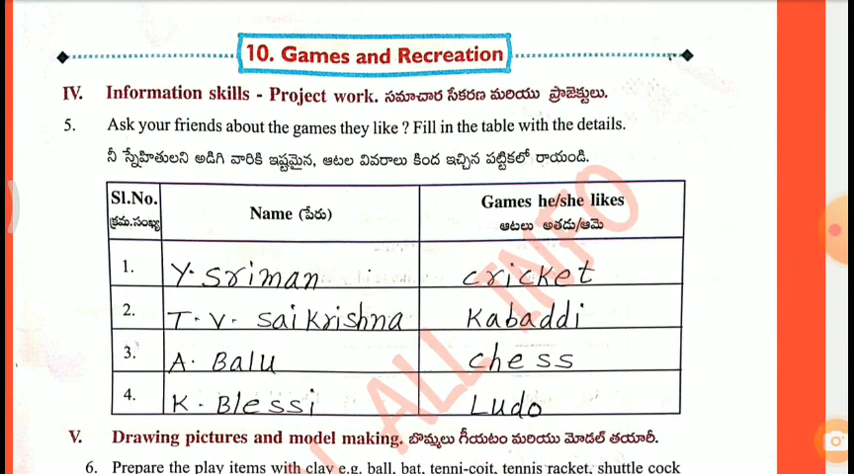 10. Games and Recreation
IV. Information skills - Project work. సమాచార సేకరణ మరియు ప్రాజెక్టులు.
5. Ask your friends about the games they like ? Fill in the table with the details.
నీ స్నేహితులని అడిగి వారికి ఇష్టమైన, ఆటల వివరాలు కింద ఇచ్చిన పట్టికలో రాయండి.
Sl.No. క్రమ.సంఖ్య Name (పేరు) Games he/she likes ఆటలు అతడు/ఆమె
1. Y. Sriman cricket
2. T. V. Sai Krishna Kabaddi
3. A. Balu chess
4. K. Blessi Ludo
ALL INFO
V. Drawing pictures and model making. బొమ్మలు గీయటం మరియు మోడల్ తయారీ.
6. Prepare the play items with clay e.g. ball, bat, tenni-coit, tennis racket, shuttle cock